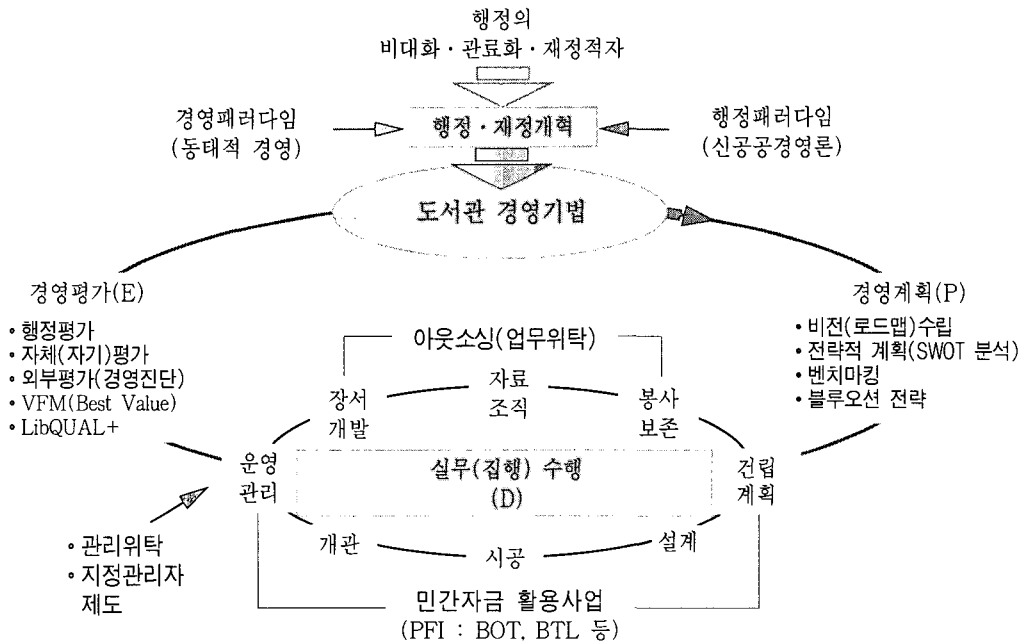 행정의
비대화·관료화·재정적자
경영패러다임
(동태적 경영)
행정·재정개혁
행정패러다임
(신공공경영론)
도서관 경영기법
경영평가(E)
• 행정평가
• 자체(자기)평가
• 외부평가(경영진단)
• VFM(Best Value)
• LibQUAL+
경영계획(P)
• 비전(로드맵)수립
• 전략적 계획(SWOT 분석)
• 벤치마킹
• 블루오션 전략
아웃소싱(업무위탁)
장서
개발
자료
조직
봉사
보존
운영
관리
실무(집행) 수행
(D)
건립
계획
개관
시공
설계
• 관리위탁
• 지정관리자
제도
민간자금 활용사업
(PFI : BOT, BTL 등)